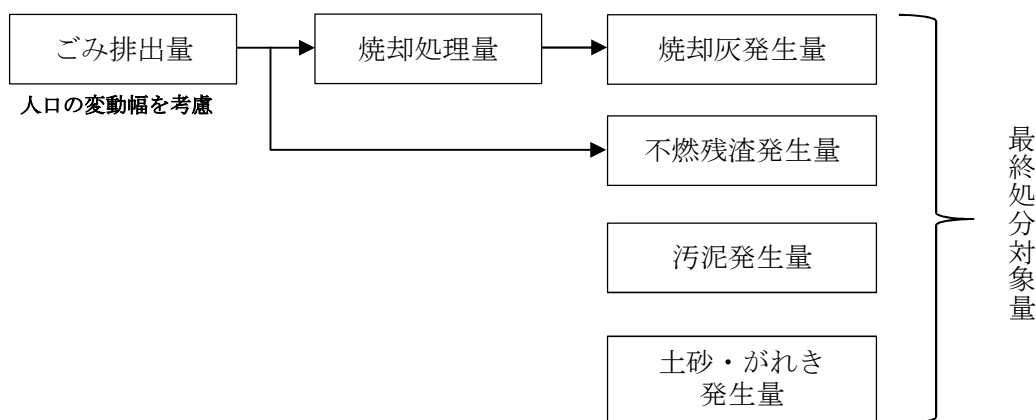 ごみ排出量
焼却処理量
焼却灰発生量
人口の変動幅を考慮
不燃残渣発生量
汚泥発生量
土砂・がれき
発生量
最終処分対象量